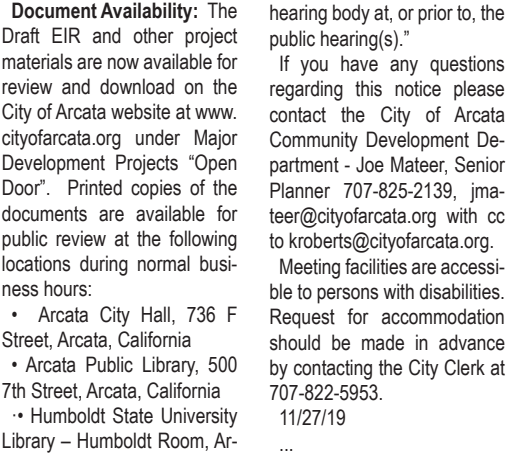 Document Availability: The
Draft EIR and other project
materials are now available for
review and download on the
City of Arcata website at www.
cityofarcata.org under Major
Development Projects “Open
Door”. Printed copies of the
documents are available for
public review at the following
locations during normal busi-
ness hours:
• Arcata City Hall, 736 F
Street, Arcata, California
• Arcata Public Library, 500
7th Street, Arcata, California
·• Humboldt State University
Library – Humboldt Room, Ar-
hearing body at, or prior to, the
public hearing(s).”
If you have any questions
regarding this notice please
contact the City of Arcata
Community Development De-
partment - Joe Mateer, Senior
Planner 707-825-2139, jma-
teer@cityofarcata.org with cc
to kroberts@cityofarcata.org.
Meeting facilities are accessi-
ble to persons with disabilities.
Request for accommodation
should be made in advance
by contacting the City Clerk at
707-822-5953.
11/27/19
...